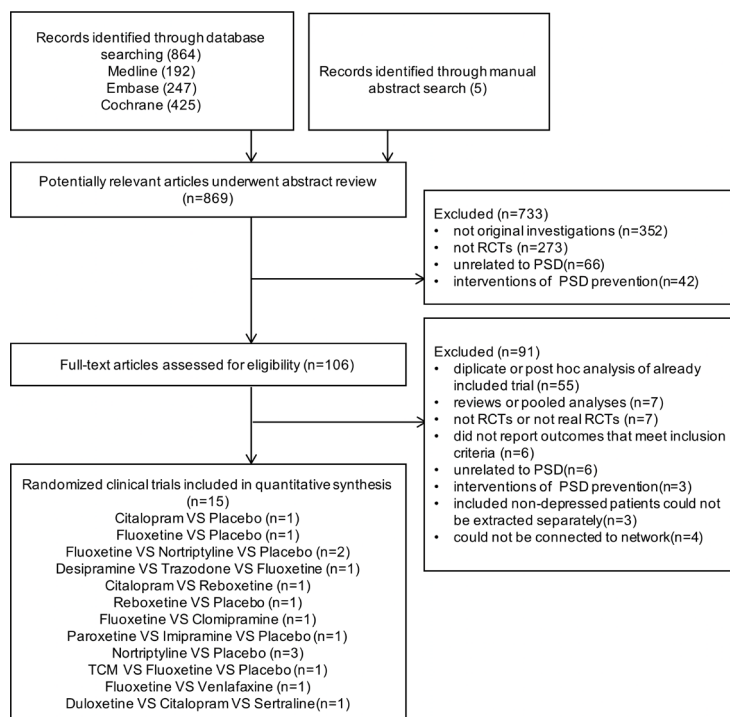 Records identified through database
searching (864)
Medline (192)
Embase (247)
Cochrane (425)
Records identified through manual
abstract search (5)
Potentially relevant articles underwent abstract review
(n=869)
Excluded (n=733)
• not original investigations (n=352)
• not RCTs (n=273)
• unrelated to PSD(n=66)
• interventions of PSD prevention(n=42)
Full-text articles assessed for eligibility (n=106)
Excluded (n=91)
• diplicate or post hoc analysis of already
included trial (n=55)
• reviews or pooled analyses (n=7)
• not RCTs or not real RCTs (n=7)
• did not report outcomes that meet inclusion
criteria (n=6)
• unrelated to PSD(n=6)
• interventions of PSD prevention(n=3)
• included non-depressed patients could not
be extracted separately(n=3)
• could not be connected to network(n=4)
Randomized clinical trials included in quantitative synthesis
(n=15)
Citalopram VS Placebo (n=1)
Fluoxetine VS Placebo (n=1)
Fluoxetine VS Nortriptyline VS Placebo (n=2)
Desipramine VS Trazodone VS Fluoxetine (n=1)
Citalopram VS Reboxetine (n=1)
Reboxetine VS Placebo (n=1)
Fluoxetine VS Clomipramine (n=1)
Paroxetine VS Imipramine VS Placebo (n=1)
Nortriptyline VS Placebo (n=3)
TCM VS Fluoxetine VS Placebo (n=1)
Fluoxetine VS Venlafaxine (n=1)
Duloxetine VS Citalopram VS Sertraline(n=1)